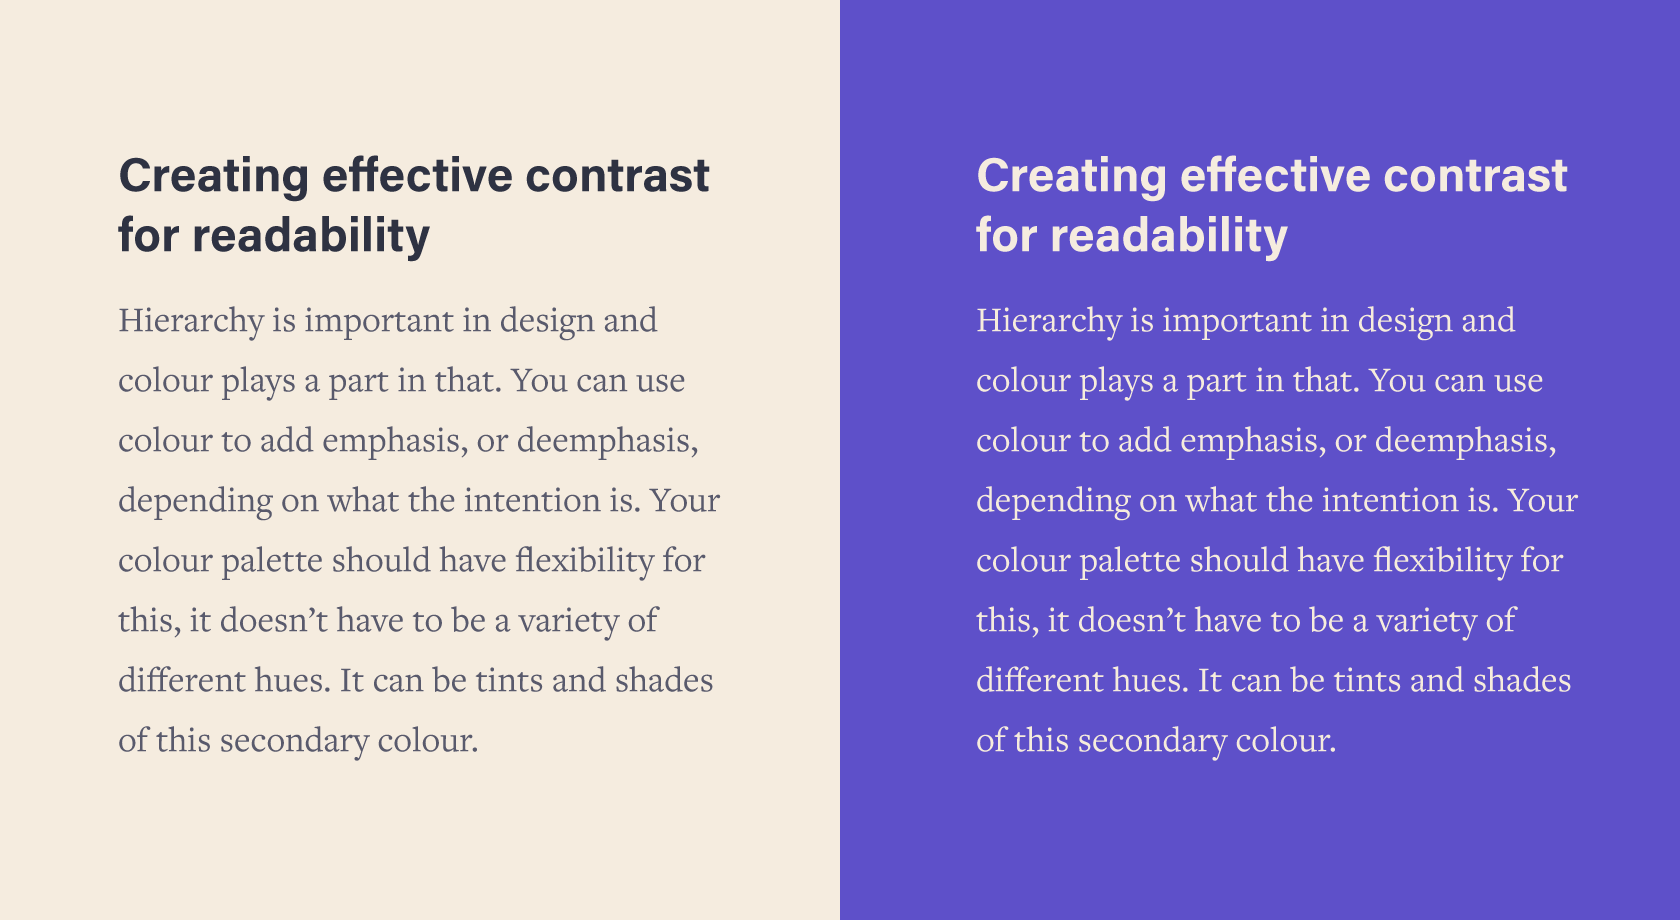 Creating effective contrast
for readability
Hierarchy is important in design and
colour plays a part in that. You can use
colour to add emphasis, or deemphasis,
depending on what the intention is. Your
colour palette should have flexibility for
this, it doesn’t have to be a variety of
different hues. It can be tints and shades
of this secondary colour.
Creating effective contrast
for readability
Hierarchy is important in design and
colour plays a part in that. You can use
colour to add emphasis, or deemphasis,
depending on what the intention is. Your
colour palette should have flexibility for
this, it doesn’t have to be a variety of
different hues. It can be tints and shades
of this secondary colour.